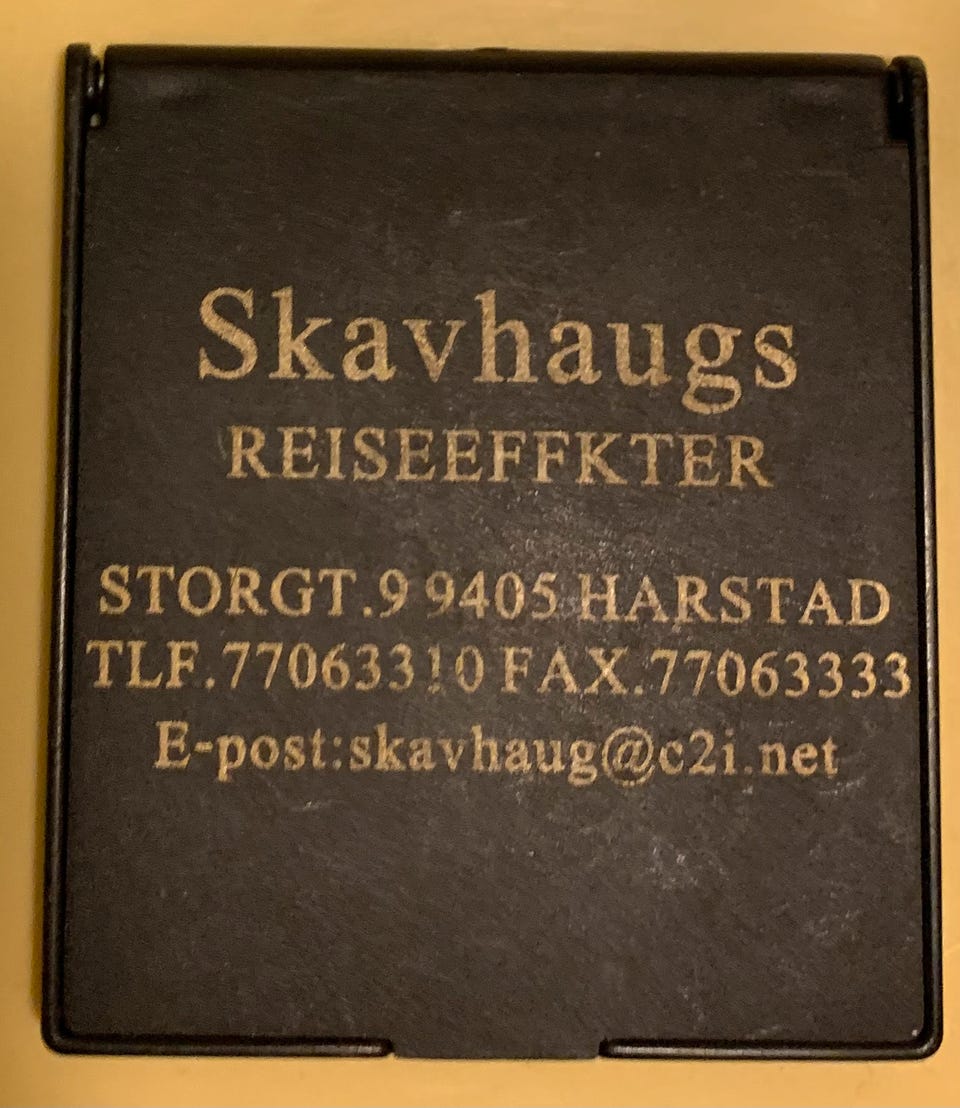 Skavhaugs
REISEEFFKTER
STORGT.9 9405 HARSTAD
TLF.77063310 FAX.77063333
E-post:skavhaug@c2i.net